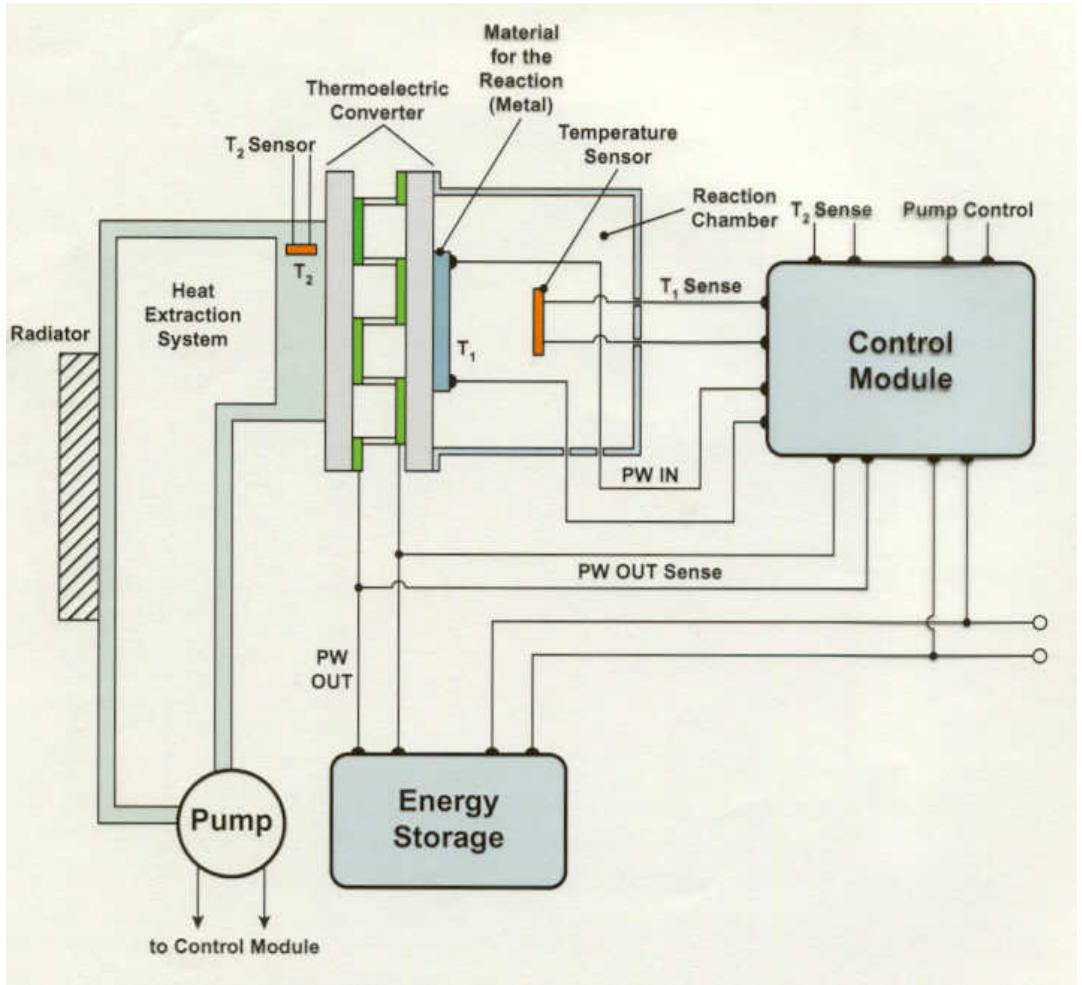 Material
for the
Reaction
(Metal)
Thermoelectric
Converter
T₂ Sensor
Temperature
Sensor
Reaction
Chamber
T₂ Sense
Pump Control
T₂
T₁ Sense
Heat
Extraction
System
Radiator
T₁
Control
Module
PW IN
PW OUT Sense
PW
OUT
Energy
Storage
Pump
to Control Module